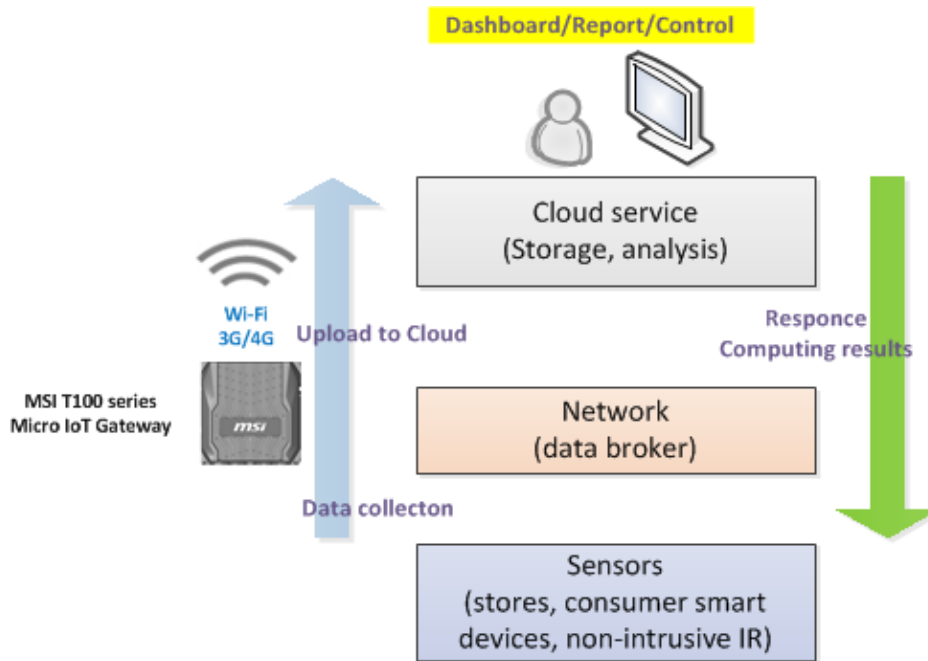 Dashboard/Report/Control
Cloud service
(Storage, analysis)
Wi-Fi
3G/4G
Upload to Cloud
Responce
Computing results
MSI T100 series
Micro IoT Gateway
msi
Network
(data broker)
Data collecton
Sensors
(stores, consumer smart
devices, non-intrusive IR)